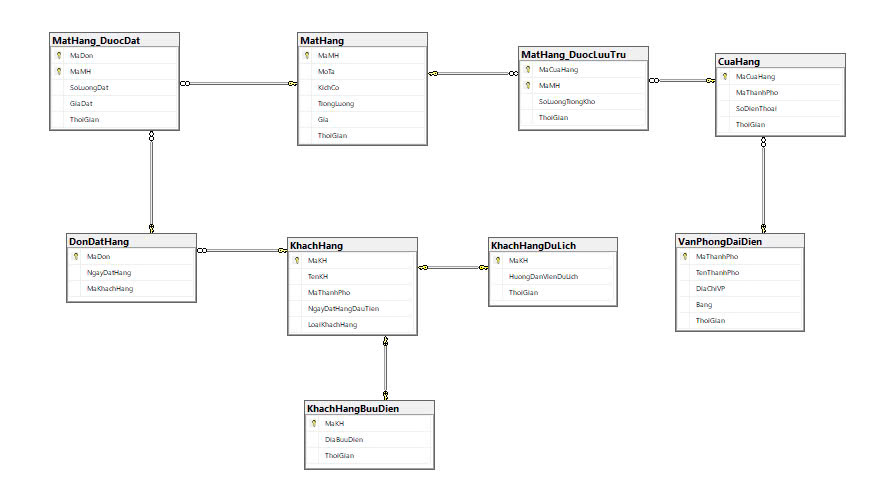 MatHang_DuocDat
MaDon
MaMH
SoLuongDat
GiaDat
ThoiGian
MatHang
MaMH
MoTa
KichCo
TrongLuong
Gia
ThoiGian
MatHang_DuocLuuTru
MaCuaHang
MaMH
SoLuongTrongKho
ThoiGian
CuaHang
MaCuaHang
MaThanhPho
SoDienThoai
ThoiGian
DonDatHang
MaDon
NgayDatHang
MaKhachHang
KhachHang
MaKH
TenKH
MaThanhPho
NgayDatHangDauTien
LoaiKhachHang
KhachHangDuLich
MaKH
HuongDanVienDuLich
ThoiGian
VanPhongDaiDien
MaThanhPho
TenThanhPho
DiaChiVP
Bang
ThoiGian
KhachHangBuuDien
MaKH
DiaBuuDien
ThoiGian